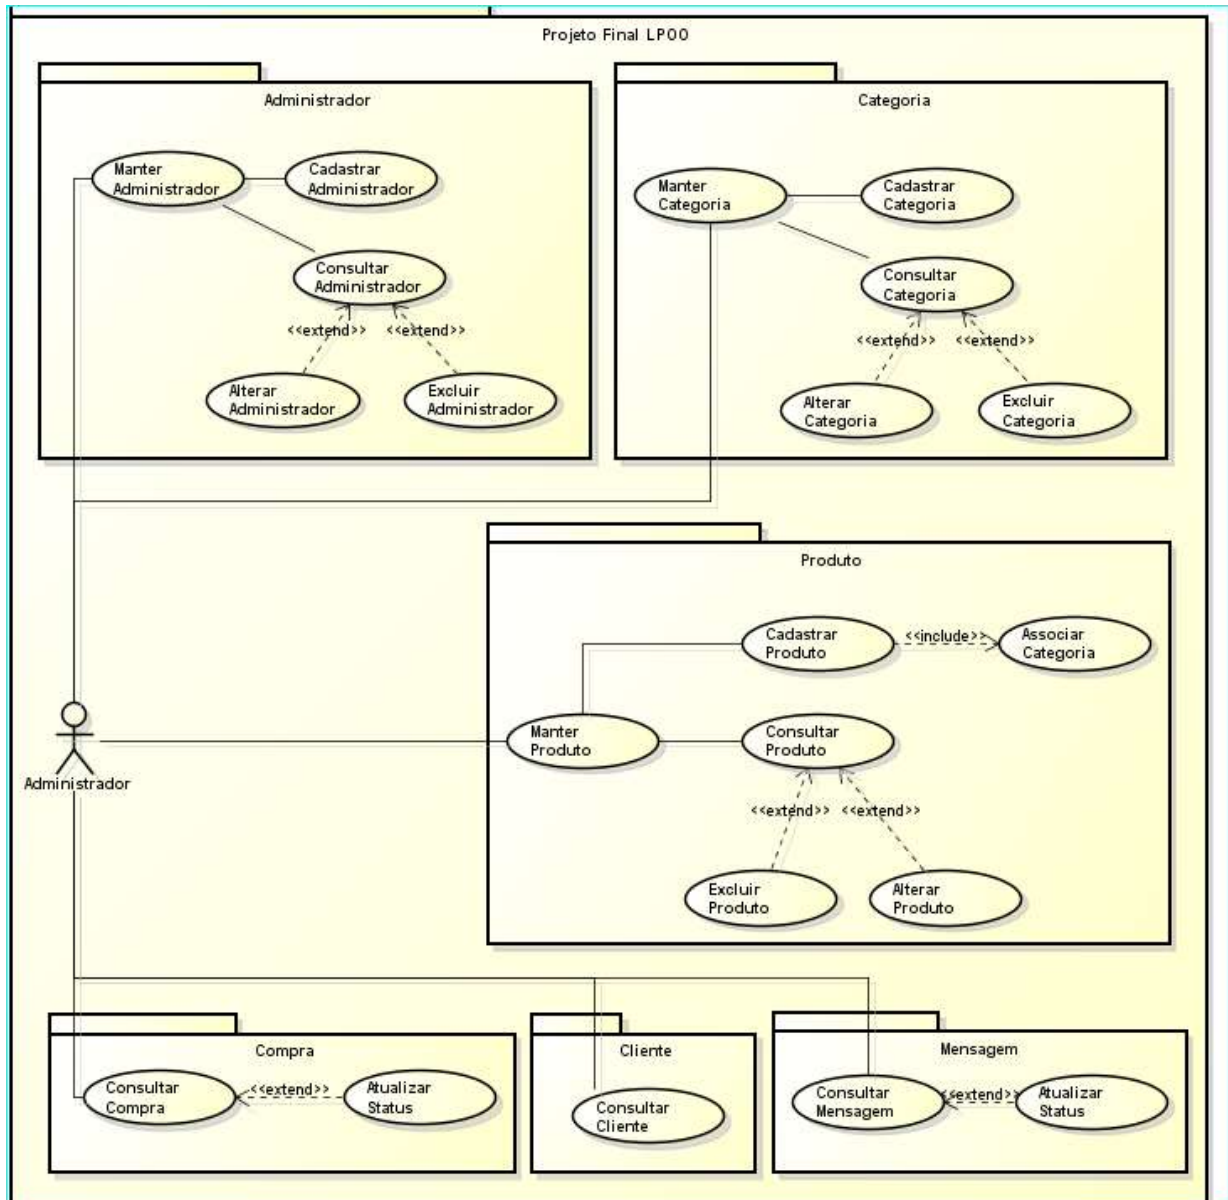 Projeto Final LPOO
Administrador
Manter
Administrador
Cadastrar
Administrador
Consultar
Administrador
<<extend>>
<<extend>>
Alterar
Administrador
Excluir
Administrador
Categoria
Manter
Categoria
Cadastrar
Categoria
Consultar
Categoria
<<extend>>
<<extend>>
Alterar
Categoria
Excluir
Categoria
Produto
Cadastrar
Produto
<<include>>
Associar
Categoria
Manter
Produto
Consultar
Produto
<<extend>>
<<extend>>
Excluir
Produto
Alterar
Produto
Administrador
Compra
Consultar
Compra
<<extend>>
Atualizar
Status
Cliente
Consultar
Cliente
Mensagem
Consultar
Mensagem
<<extend>>
Atualizar
Status